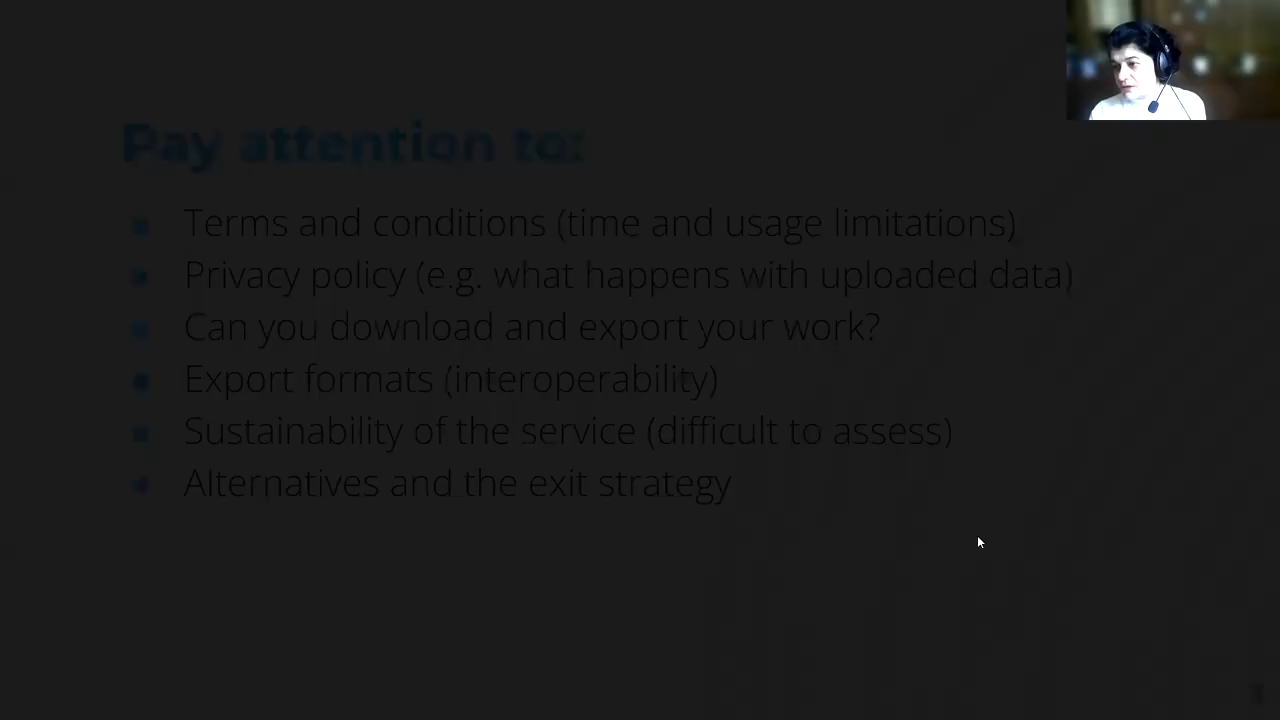 Pay attention to:
Terms and conditions (time and usage limitations)
Privacy policy (e.g. what happens with uploaded data)
Can you download and export your work?
Export formats (interoperability)
Sustainability of the service (difficult to assess)
Alternatives and the exit strategy